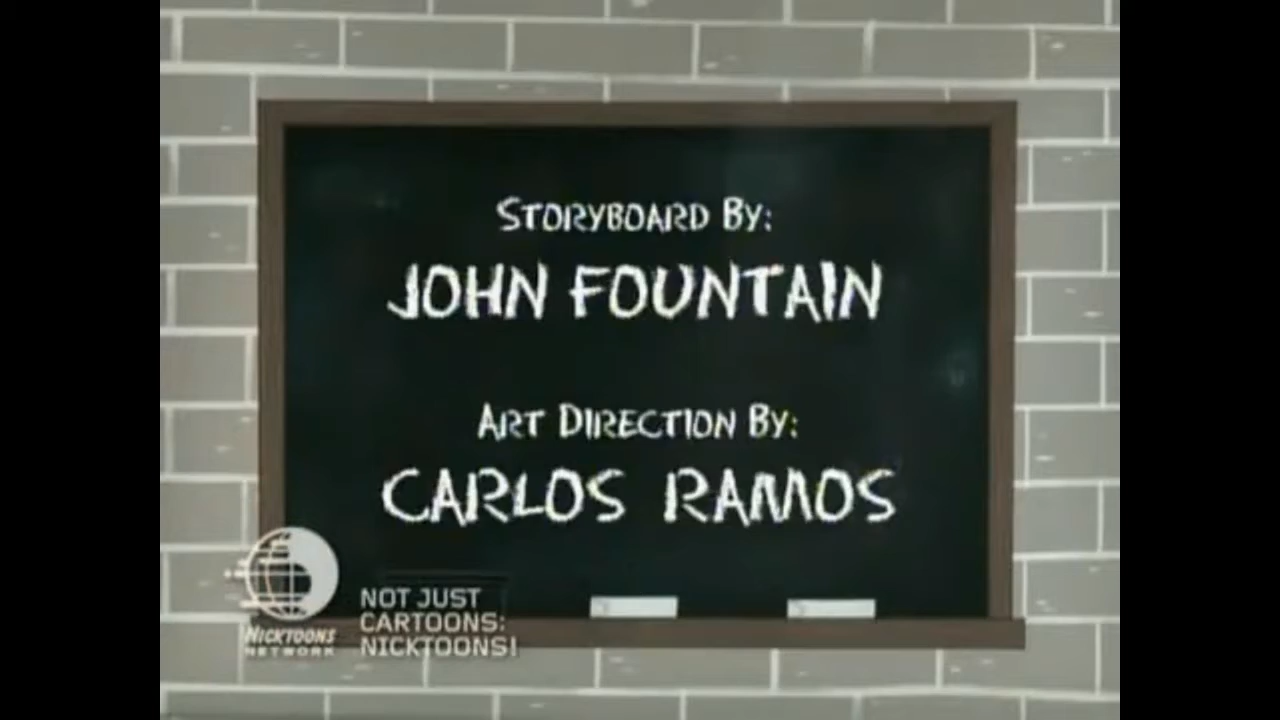 STORYBOARD BY:
JOHN FOUNTAIN
ART DIRECTION BY:
CARLOS RAMOS
NICKTOONS
NETWORK
NOT JUST
CARTOONS:
NICKTOONS!